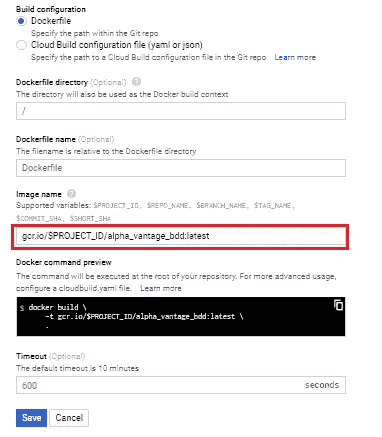 Build configuration
Dockerfile
Specify the path within the Git repo
Cloud Build configuration file (yaml or json)
Specify the path to a Cloud Build configuration file in the Git repo. Learn more
Dockerfile directory (Optional)
The directory will also be used as the Docker build context
/
Dockerfile name (Optional)
The filename is relative to the Dockerfile directory
Dockerfile
Image name
Supported variables: $PROJECT_ID, $REPO_NAME, $BRANCH_NAME, $TAG_NAME,
$COMMIT_SHA, $SHORT_SHA
gcr.io/$PROJECT_ID/alpha_vantage_bdd:latest
Docker command preview
The command will be executed at the root of your repository. For more advanced usage,
configure a cloudbuild.yaml file. Learn more
$ docker build \
-t gcr.io/$PROJECT_ID/alpha_vantage_bdd:latest \
.
Timeout (Optional)
The default timeout is 10 minutes
600 seconds
Save Cancel